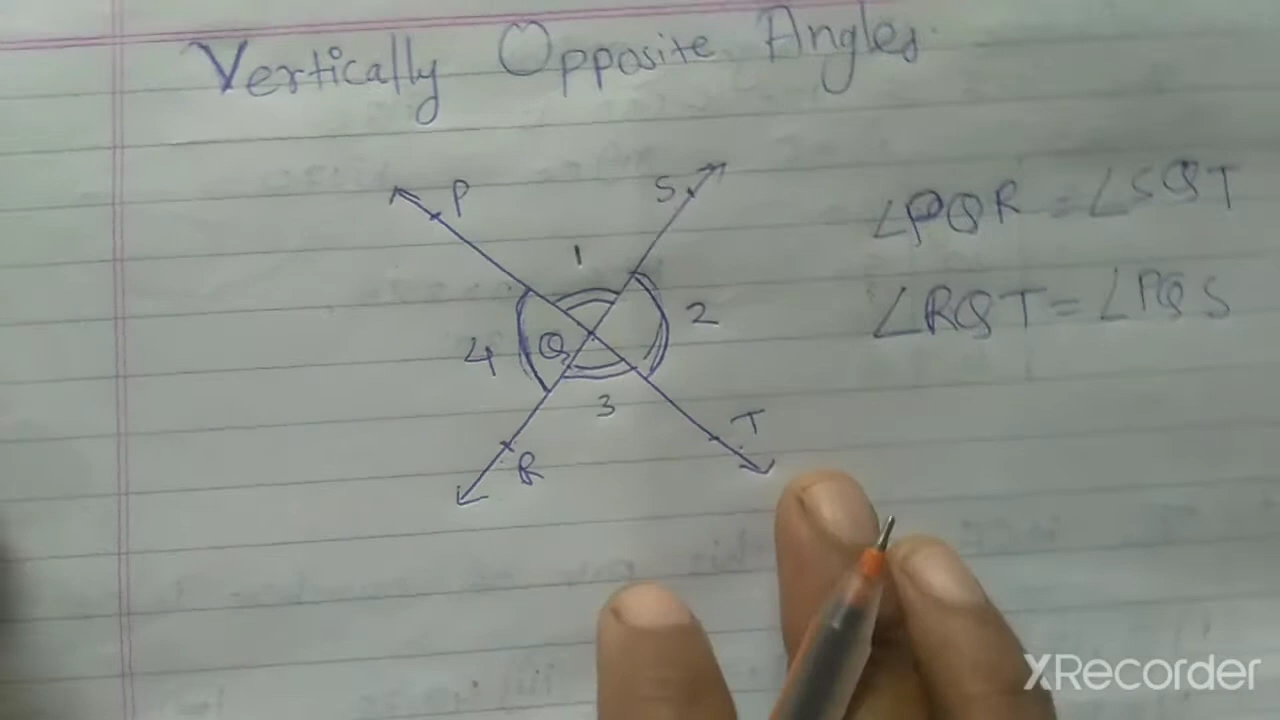 Vertically Opposite Angles
P
S
1
∠PQR = ∠SQT
2
∠RQT = ∠PQS
4
Q
3
T
R
XRecorder